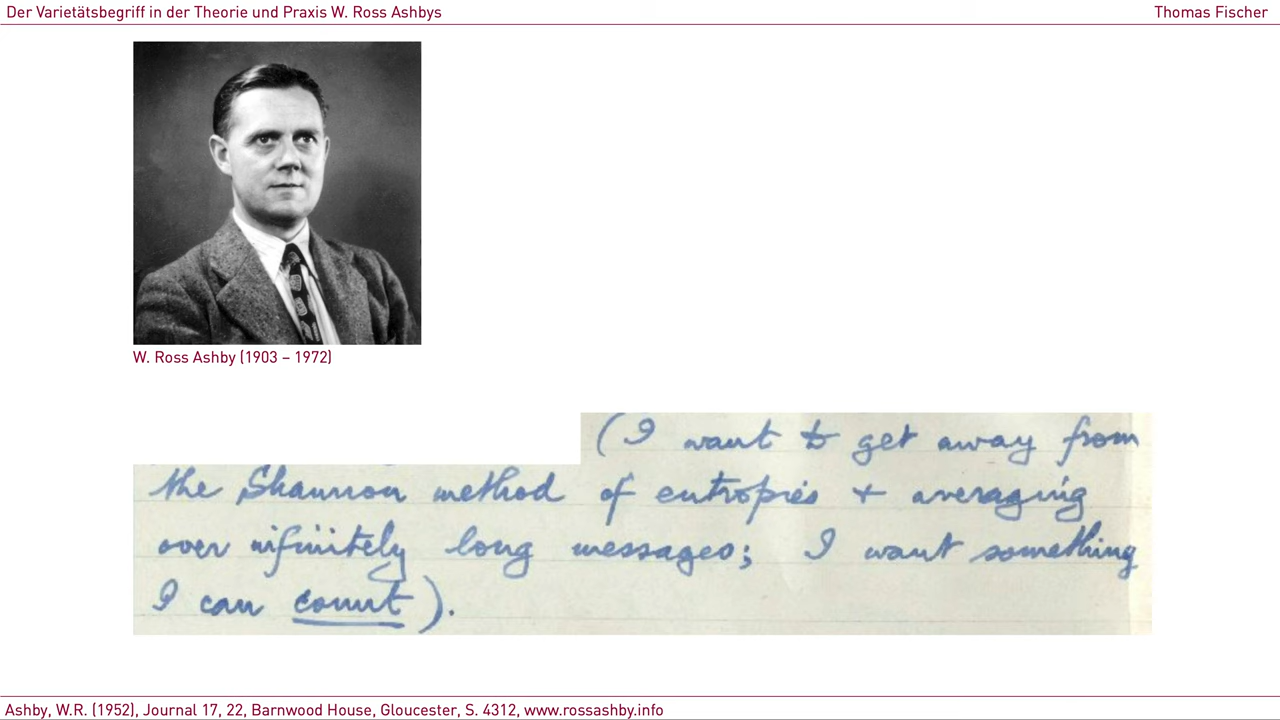 Der Varietätsbegriff in der Theorie und Praxis W. Ross Ashbys
Thomas Fischer
W. Ross Ashby (1903 – 1972)
(I want to get away from
the Shannon method of entropies + averaging
over infinitely long messages; I want something
I can count).
Ashby, W.R. (1952), Journal 17, 22, Barnwood House, Gloucester, S. 4312, www.rossashby.info